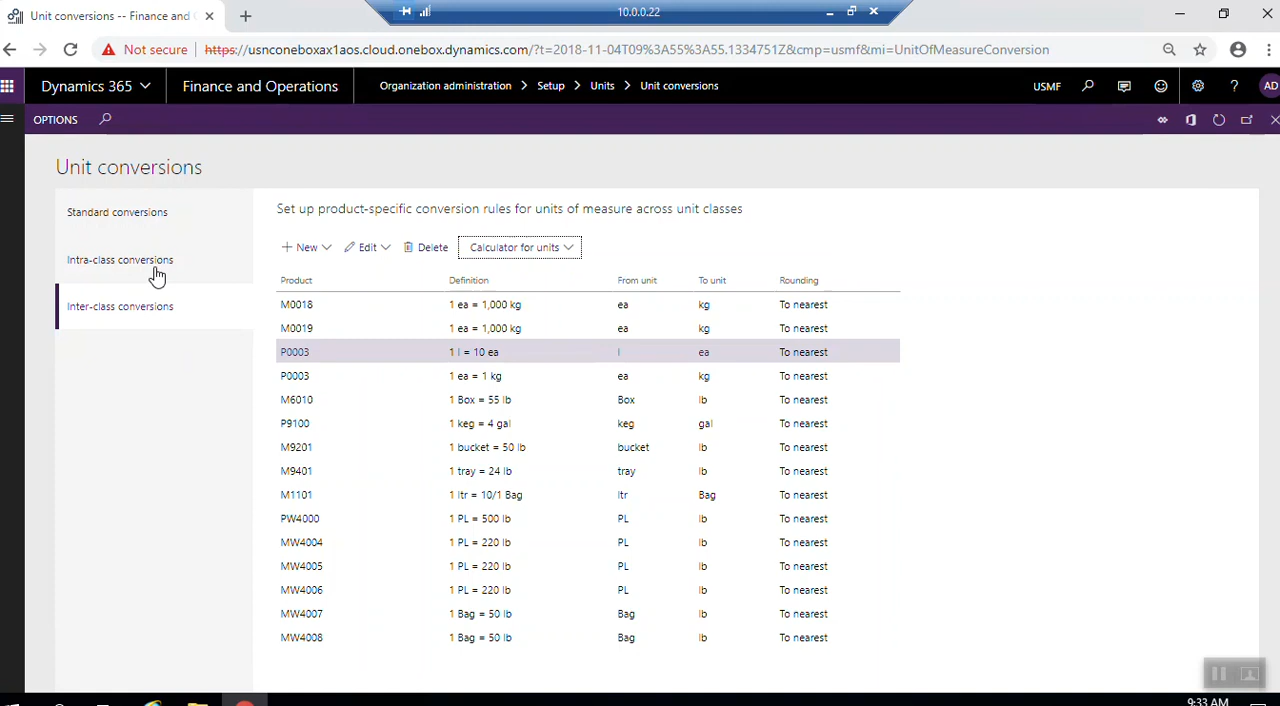 Unit conversions -- Finance and
10.0.0.22
Not secure
https://usnconeboxax1aos.cloud.onebox.dynamics.com/?t=2018-11-04T09%3A55%3A55.1334751Z&cmp=usmf&mi=UnitOfMeasureConversion
Dynamics 365 Finance and Operations Organization administration > Setup > Units > Unit conversions USMF ? AD
OPTIONS
Unit conversions
Standard conversions
Intra-class conversions
Inter-class conversions
Set up product-specific conversion rules for units of measure across unit classes
+ New Edit Delete Calculator for units
Product Definition From unit To unit Rounding
M0018 1 ea = 1,000 kg ea kg To nearest
M0019 1 ea = 1,000 kg ea kg To nearest
P0003 1 l = 10 ea l ea To nearest
P0003 1 ea = 1 kg ea kg To nearest
M6010 1 Box = 55 lb Box lb To nearest
P9100 1 keg = 4 gal keg gal To nearest
M9201 1 bucket = 50 lb bucket lb To nearest
M9401 1 tray = 24 lb tray lb To nearest
M1101 1 ltr = 10/1 Bag ltr Bag To nearest
PW4000 1 PL = 500 lb PL lb To nearest
MW4004 1 PL = 220 lb PL lb To nearest
MW4005 1 PL = 220 lb PL lb To nearest
MW4006 1 PL = 220 lb PL lb To nearest
MW4007 1 Bag = 50 lb Bag lb To nearest
MW4008 1 Bag = 50 lb Bag lb To nearest
9:33 AM